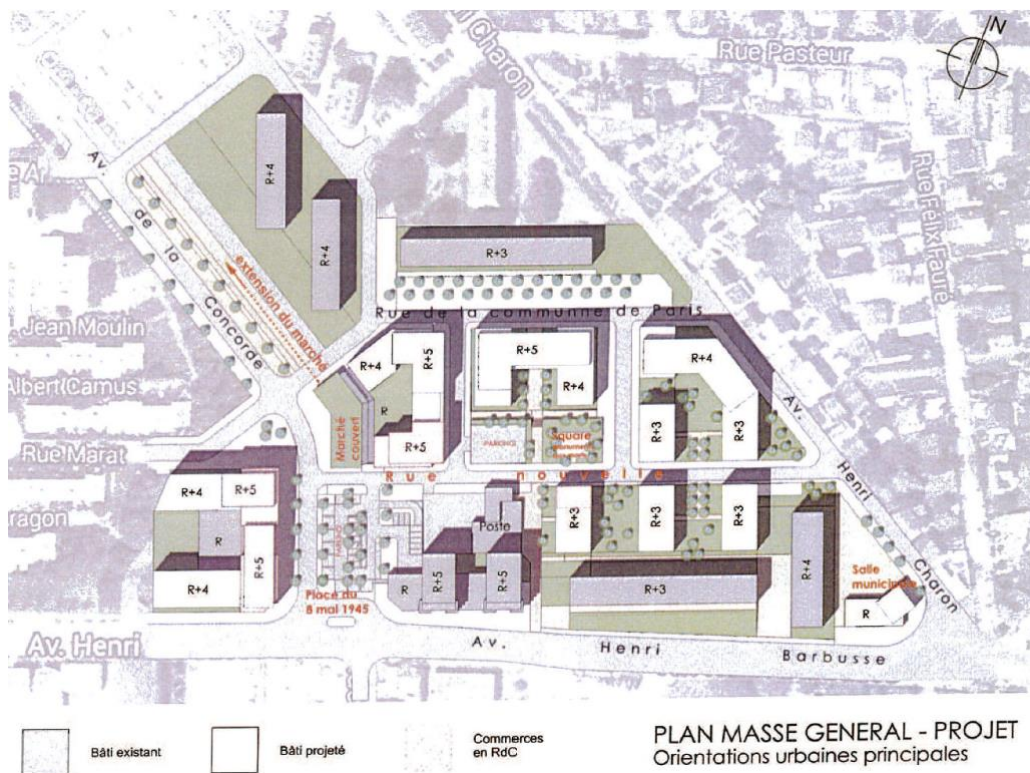 N
Charon
Rue Pasteur
Rue Félix Faure
Av.
de la
Concorde
extension du marché
R+4
R+4
R+3
Rue de la commune de Paris
Jean Moulin
Albert Camus
Rue Marat
ragon
R+4
R+5
R
R+5
Marché
couvert
R+5
R+4
PARKING
Square
R+4
R+3
R+3
Av.
Henri
Charon
Rue nouvelle
R+4
R+5
R
R+5
R+4
PARKING
Place du
8 mai 1945
Poste
R
R+5
R+5
R+3
R+3
R+3
R+3
R+4
Salle
municipale
R
Av. Henri
Av. Henri Barbusse
Bâti existant
Bâti projeté
Commerces
en RdC
PLAN MASSE GENERAL - PROJET
Orientations urbaines principales